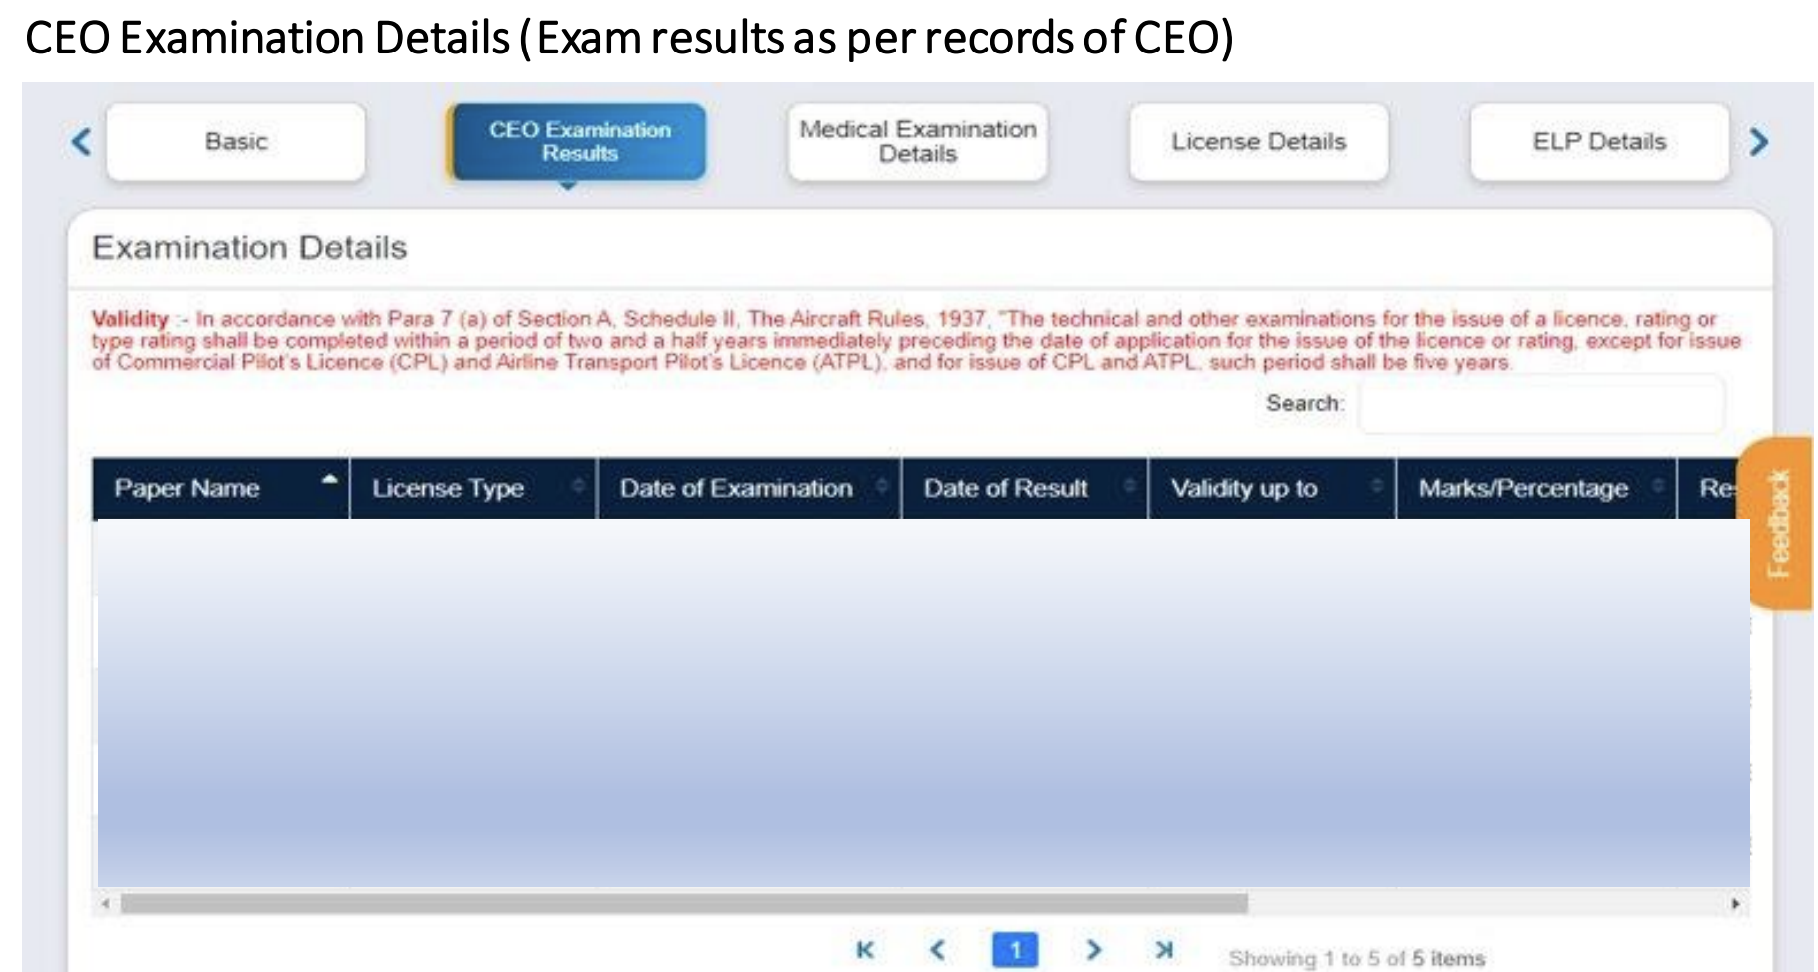 CEO Examination Details (Exam results as per records of CEO)
Basic
CEO Examination
Results
Medical Examination
Details
License Details
ELP Details
Examination Details
Validity :- In accordance with Para 7 (a) of Section A, Schedule II, The Aircraft Rules, 1937, "The technical and other examinations for the issue of a licence, rating or
type rating shall be completed within a period of two and a half years immediately preceding the date of application for the issue of the licence or rating, except for issue
of Commercial Pilot's Licence (CPL) and Airline Transport Pilot's Licence (ATPL), and for issue of CPL and ATPL, such period shall be five years.
Search:
Paper Name
License Type
Date of Examination
Date of Result
Validity up to
Marks/Percentage
Re
Feedback
1
Showing 1 to 5 of 5 items